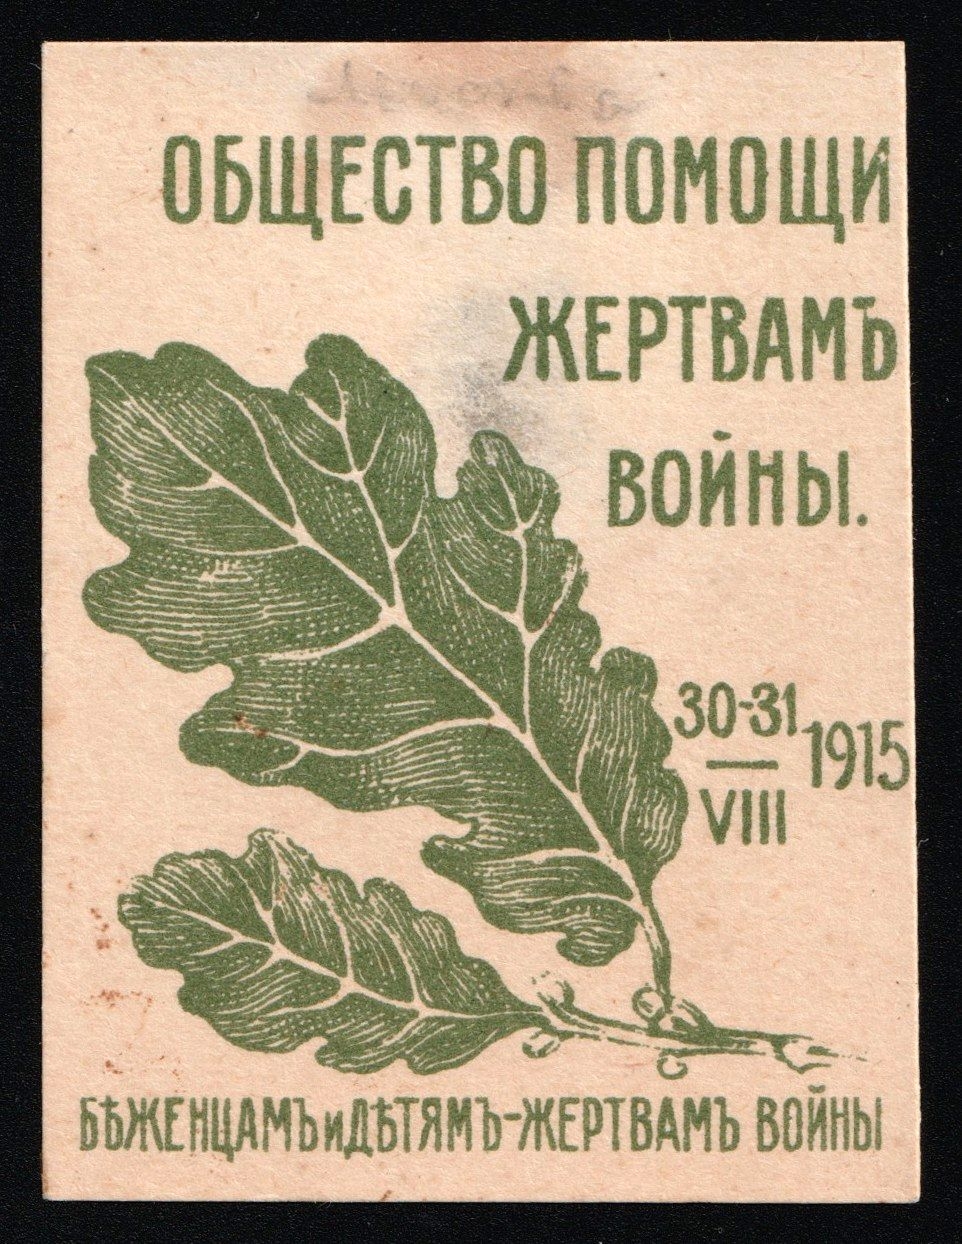 ОБЩЕСТВО ПОМОЩИ
ЖЕРТВАМЪ
ВОЙНЫ.
30-31
VIII
1915
БѢЖЕНЦАМЪ и ДѢТЯМЪ-ЖЕРТВАМЪ ВОЙНЫ